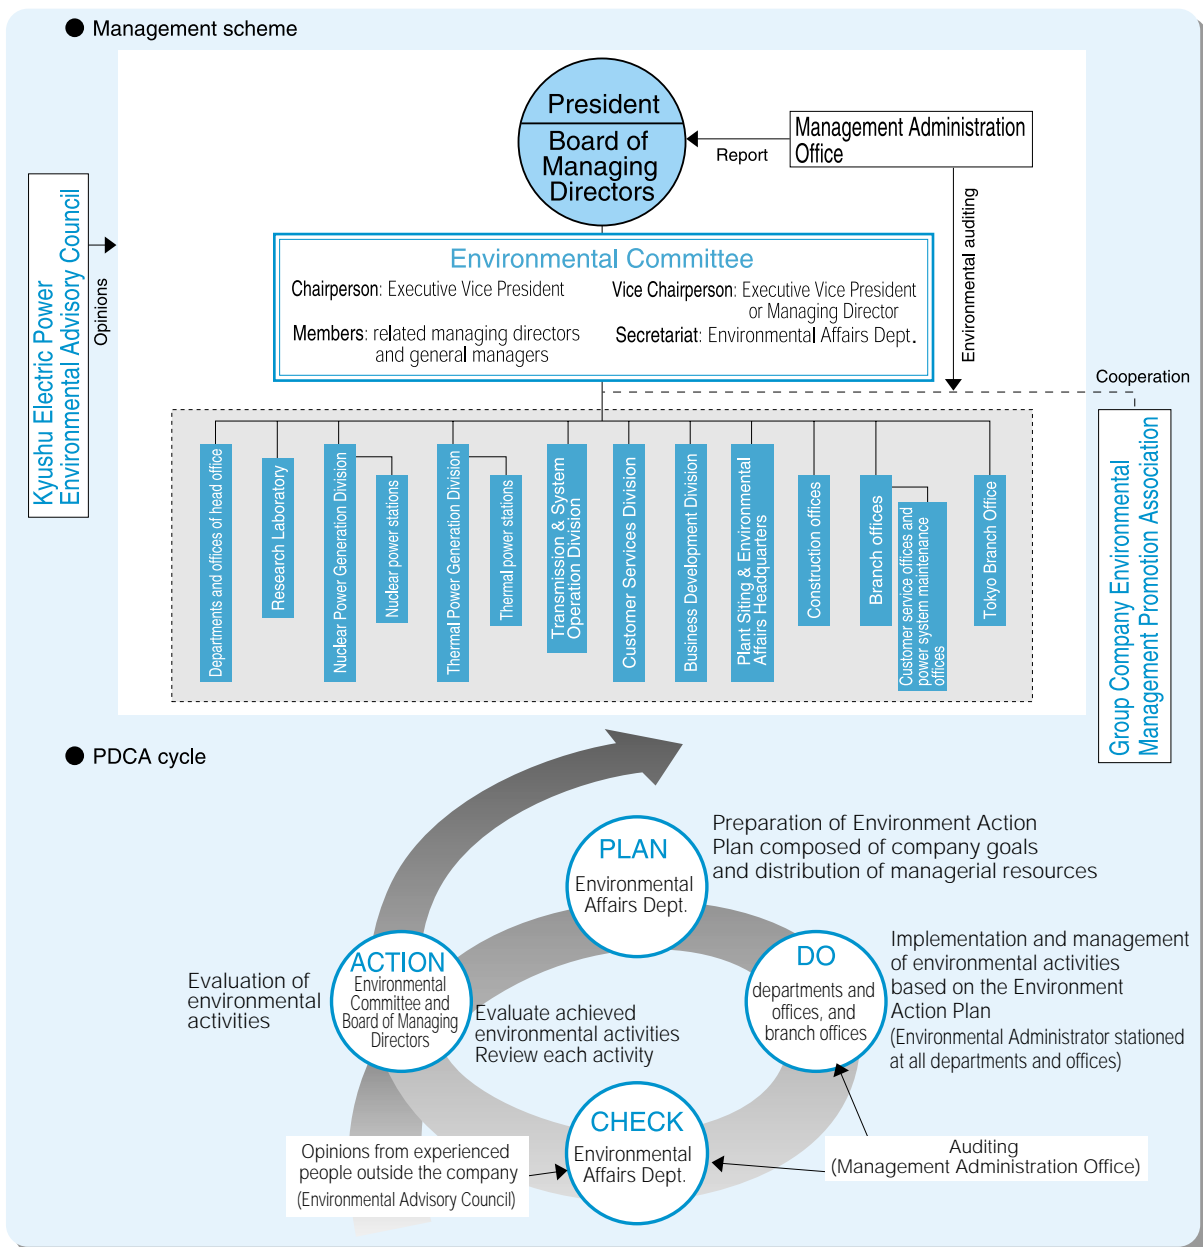 ● Management scheme
President
Board of
Managing
Directors
Management Administration
Office
Report
Environmental auditing
Kyushu Electric Power
Environmental Advisory Council
Opinions
Environmental Committee
Chairperson: Executive Vice President
Vice Chairperson: Executive Vice President
or Managing Director
Members: related managing directors
and general managers
Secretariat: Environmental Affairs Dept.
Cooperation
Group Company Environmental
Management Promotion Association
Departments and offices of head office
Research Laboratory
Nuclear Power Generation Division
Nuclear power stations
Thermal Power Generation Division
Thermal power stations
Transmission & System
Operation Division
Customer Services Division
Business Development Division
Plant Siting & Environmental
Affairs Headquarters
Construction offices
Branch offices
Customer service offices and
power system maintenance
offices
Tokyo Branch Office
● PDCA cycle
PLAN
Environmental
Affairs Dept.
Preparation of Environment Action
Plan composed of company goals
and distribution of managerial resources
DO
departments and
offices, and
branch offices
Implementation and management
of environmental activities
based on the Environment
Action Plan
(Environmental Administrator stationed
at all departments and offices)
ACTION
Environmental
Committee and
Board of Managing
Directors
Evaluation of
environmental
activities
Evaluate achieved
environmental activities
Review each activity
CHECK
Environmental
Affairs Dept.
Opinions from experienced
people outside the company
(Environmental Advisory Council)
Auditing
(Management Administration Office)